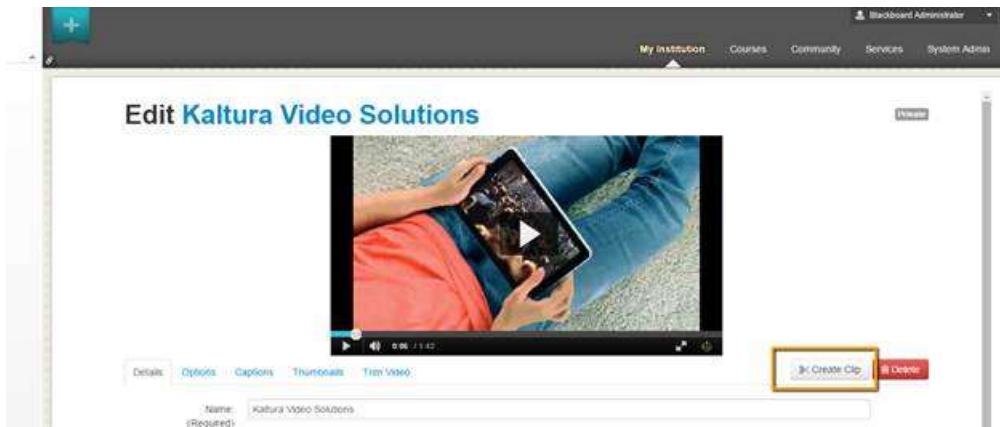 Blackboard Administrator
My Institution Courses Community Services System Admin
Edit Kaltura Video Solutions
Private
0:06 / 1:42
Details Options Captions Thumbnails Trim Video Create Clip Delete
Name: Kaltura Video Solutions
(Required)